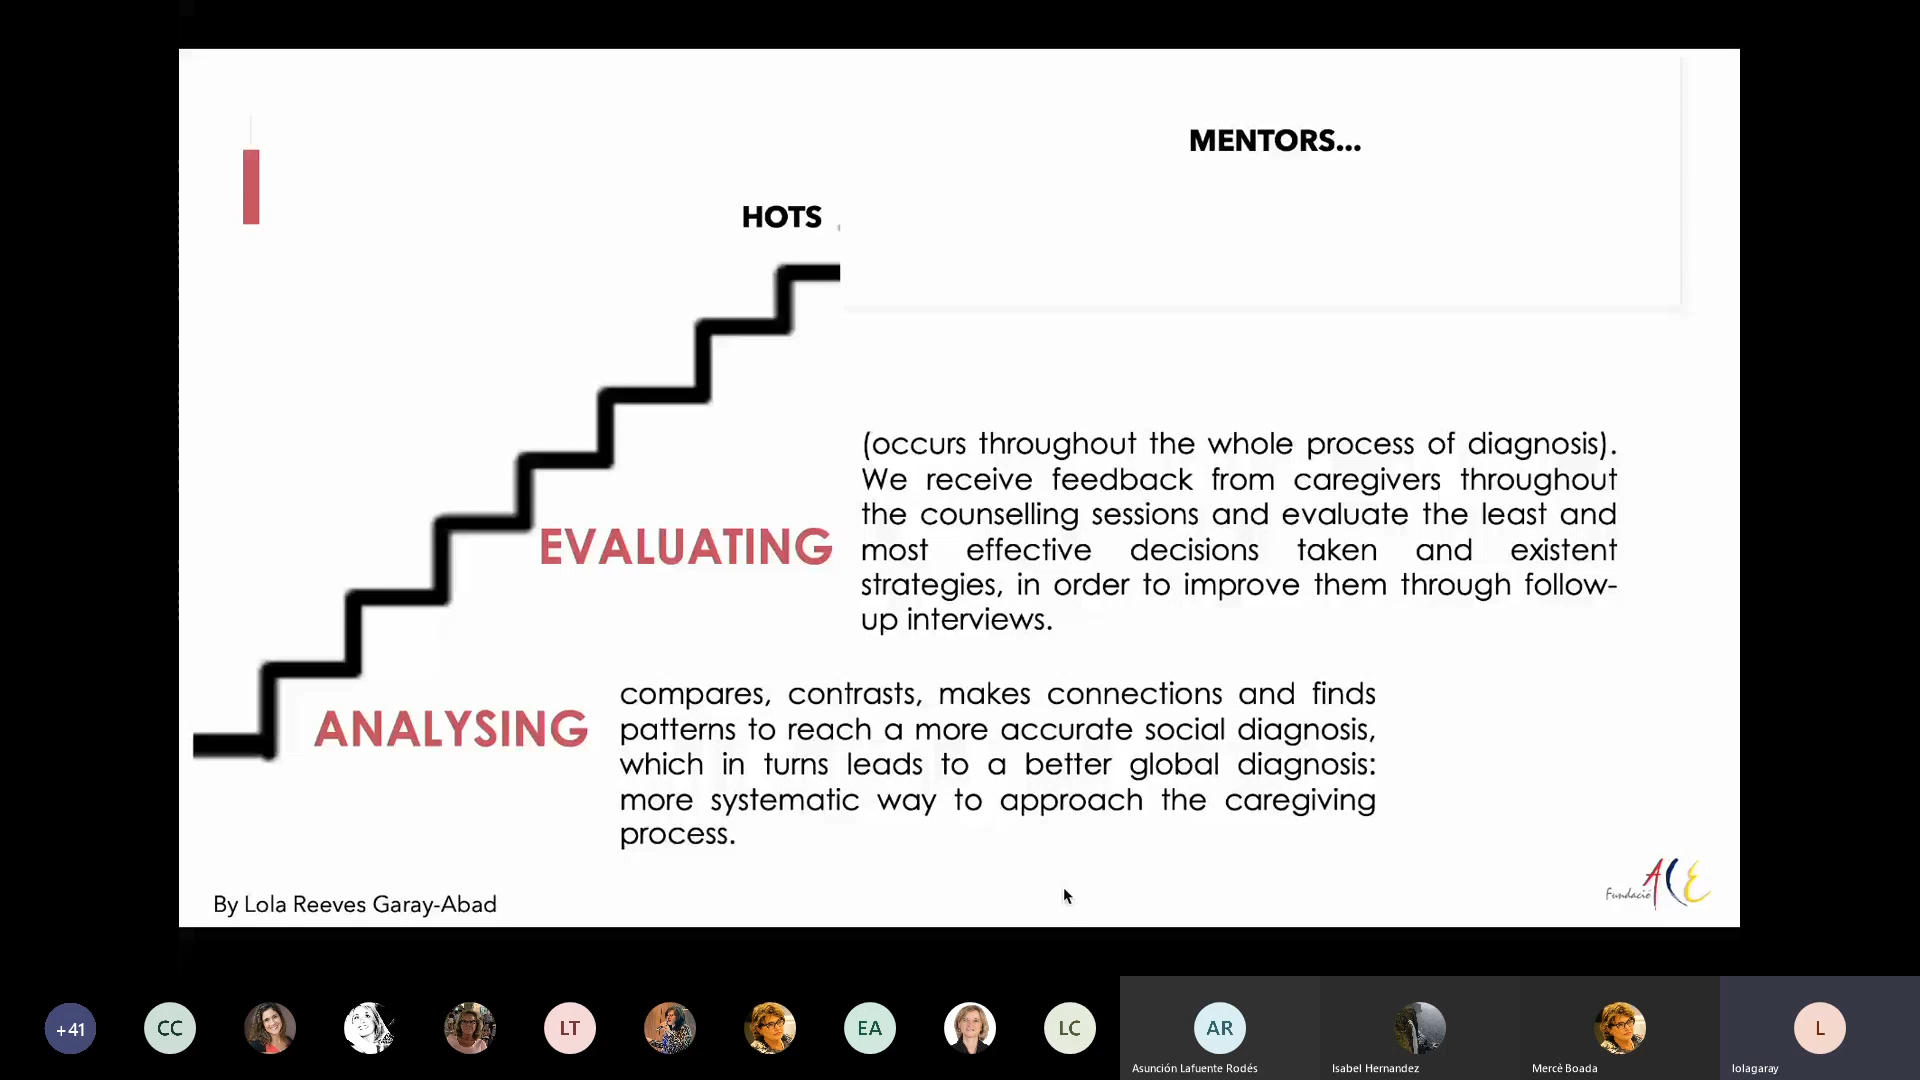 MENTORS...
HOTS
(occurs throughout the whole process of diagnosis).
We receive feedback from caregivers throughout
the counselling sessions and evaluate the least and
most effective decisions taken and existent
strategies, in order to improve them through follow-
up interviews.
EVALUATING
compares, contrasts, makes connections and finds
patterns to reach a more accurate social diagnosis,
which in turns leads to a better global diagnosis:
more systematic way to approach the caregiving
process.
ANALYSING
By Lola Reeves Garay-Abad
Fundació ACE
+41
CC
LT
EA
LC
AR
L
Asunción Lafuente Rodés
Isabel Hernandez
Mercè Boada
lolagaray